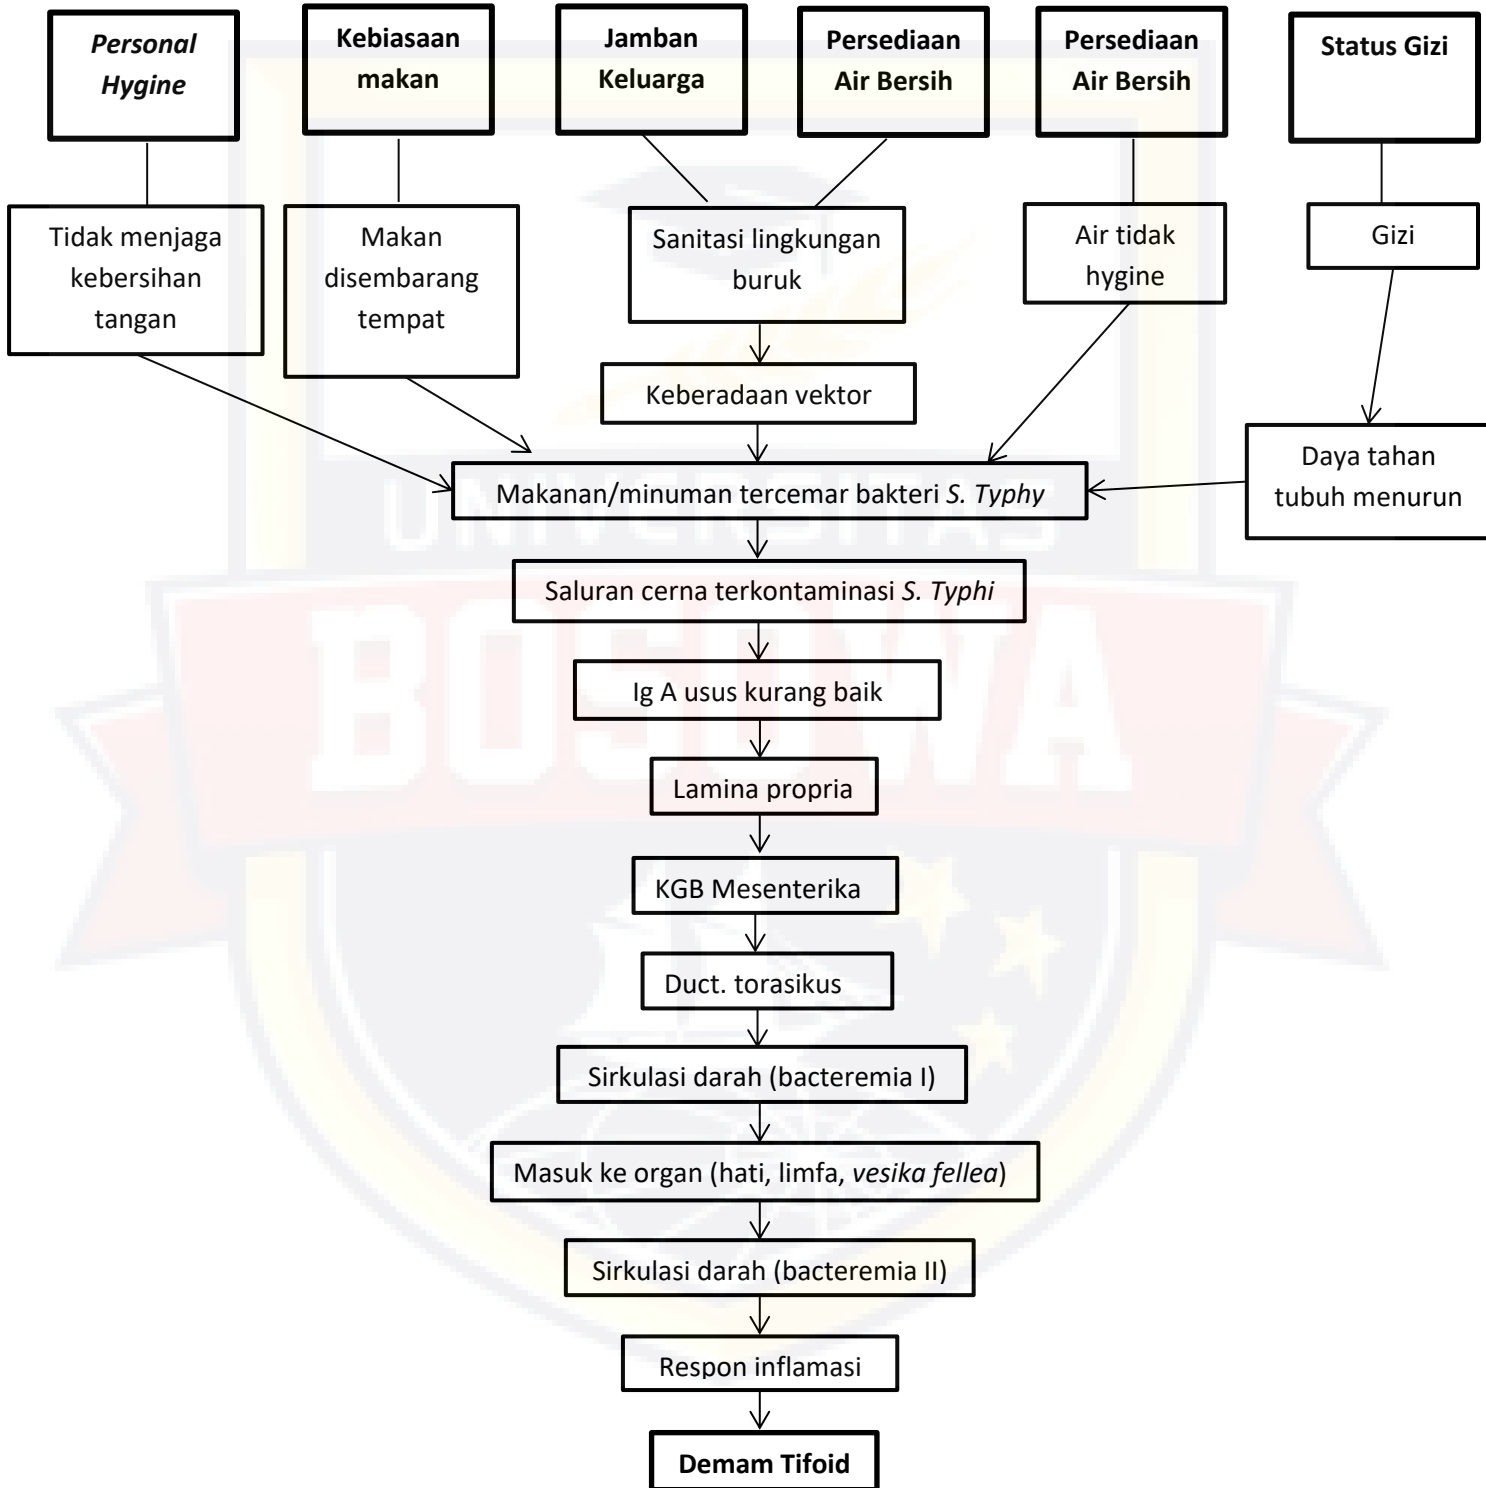 Personal
Hygine
Kebiasaan
makan
Jamban
Keluarga
Persediaan
Air Bersih
Persediaan
Air Bersih
Status Gizi
Tidak menjaga
kebersihan
tangan
Makan
disembarang
tempat
Sanitasi lingkungan
buruk
Air tidak
hygine
Gizi
Keberadaan vektor
Daya tahan
tubuh menurun
Makanan/minuman tercemar bakteri S. Typhy
UNIVERSITAS
Saluran cerna terkontaminasi S. Typhi
BOSOWA
Ig A usus kurang baik
Lamina propria
KGB Mesenterika
Duct. torasikus
Sirkulasi darah (bacteremia I)
Masuk ke organ (hati, limfa, vesika fellea)
Sirkulasi darah (bacteremia II)
Respon inflamasi
Demam Tifoid